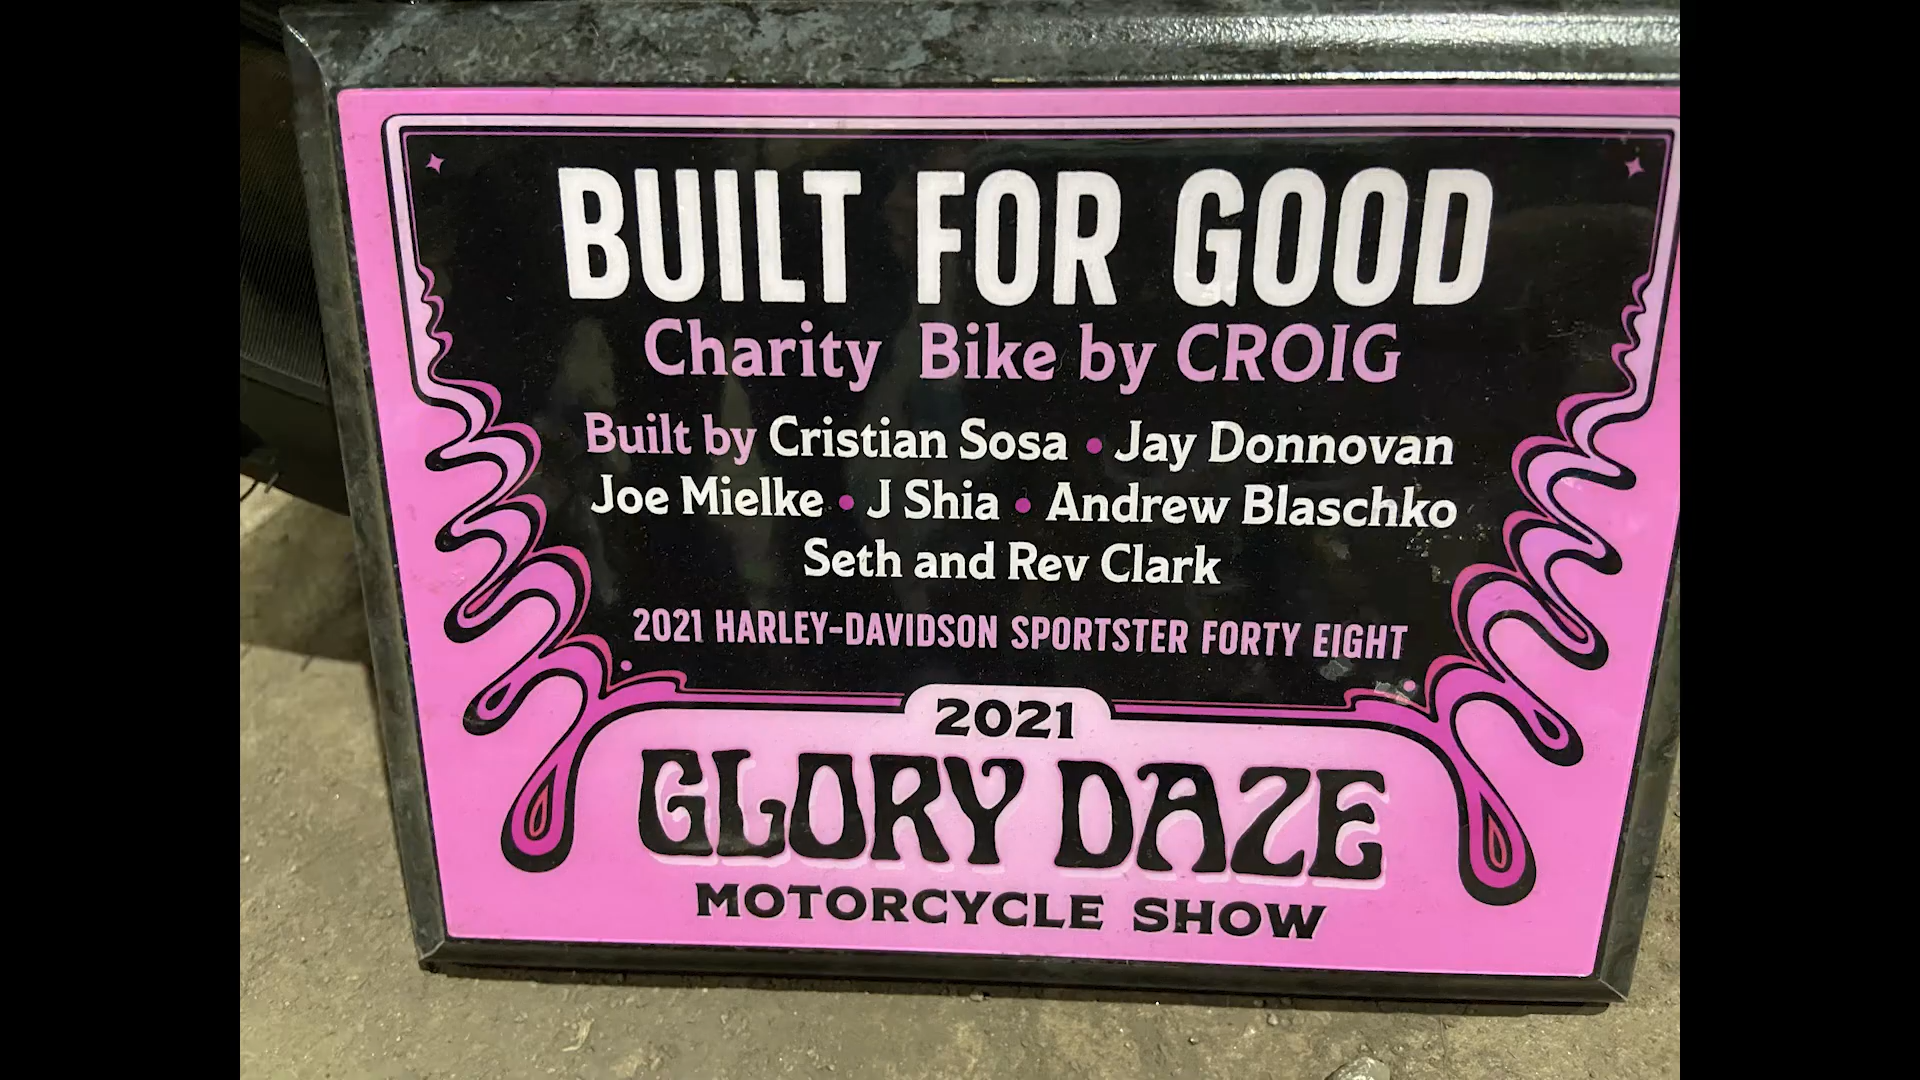 BUILT FOR GOOD
Charity Bike by CROIG
Built by Cristian Sosa • Jay Donnovan
Joe Mielke • J Shia • Andrew Blaschko
Seth and Rev Clark
2021 HARLEY-DAVIDSON SPORTSTER FORTY EIGHT
2021
GLORY DAZE
MOTORCYCLE SHOW